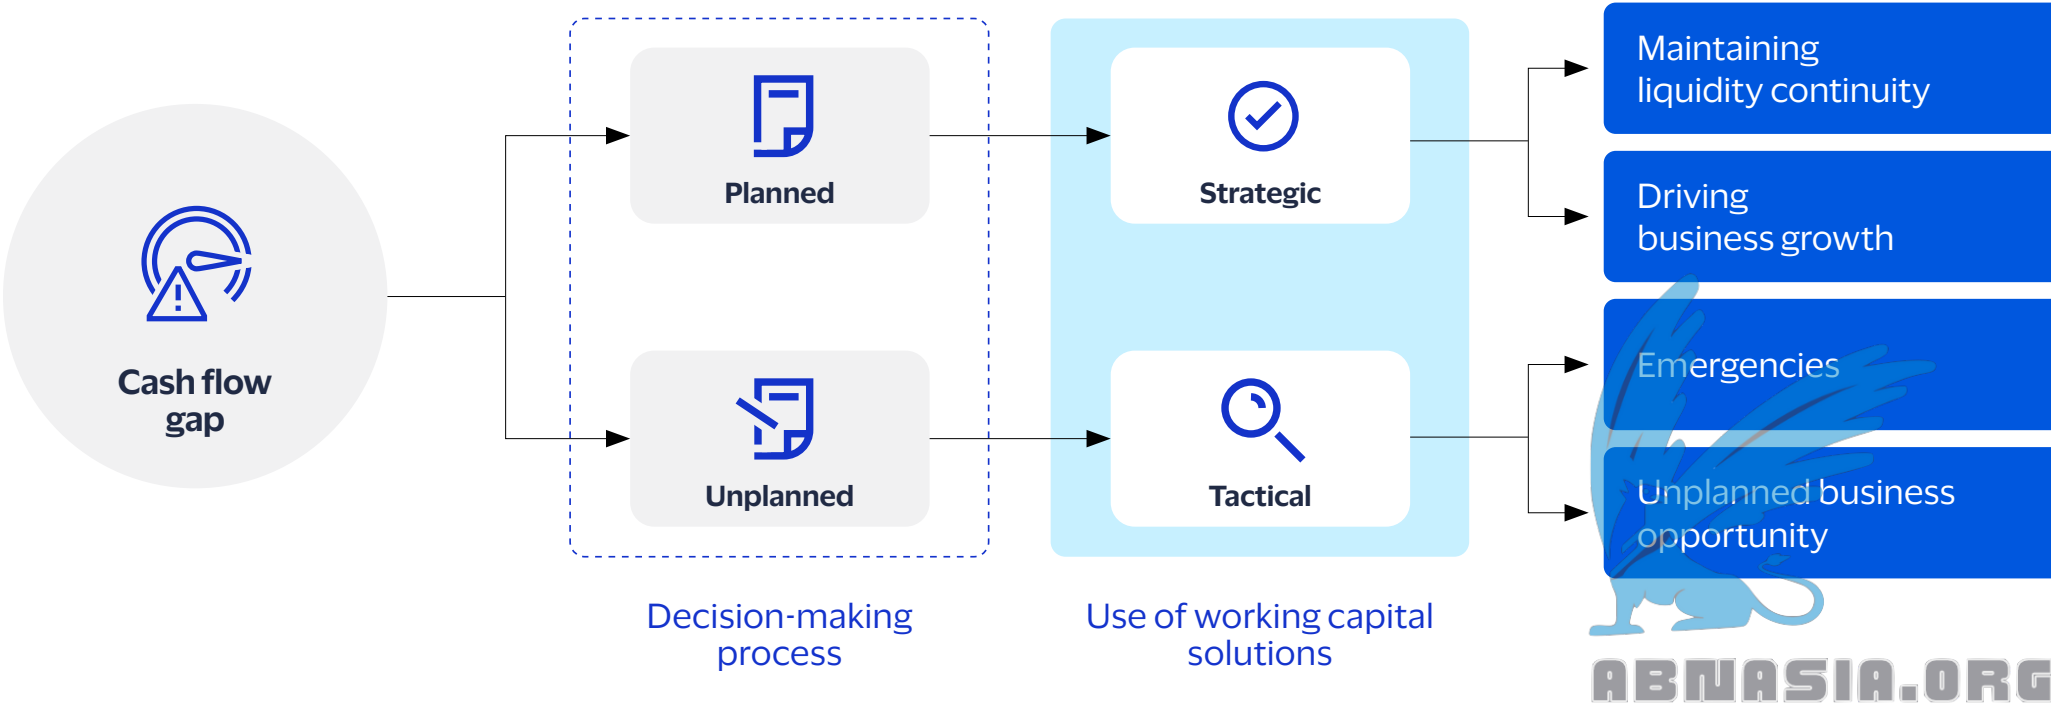 Cash flow
gap
Planned
Unplanned
Decision-making
process
Strategic
Tactical
Use of working capital
solutions
Maintaining
liquidity continuity
Driving
business growth
Emergencies
Unplanned business
opportunity
ABNASIA.ORG